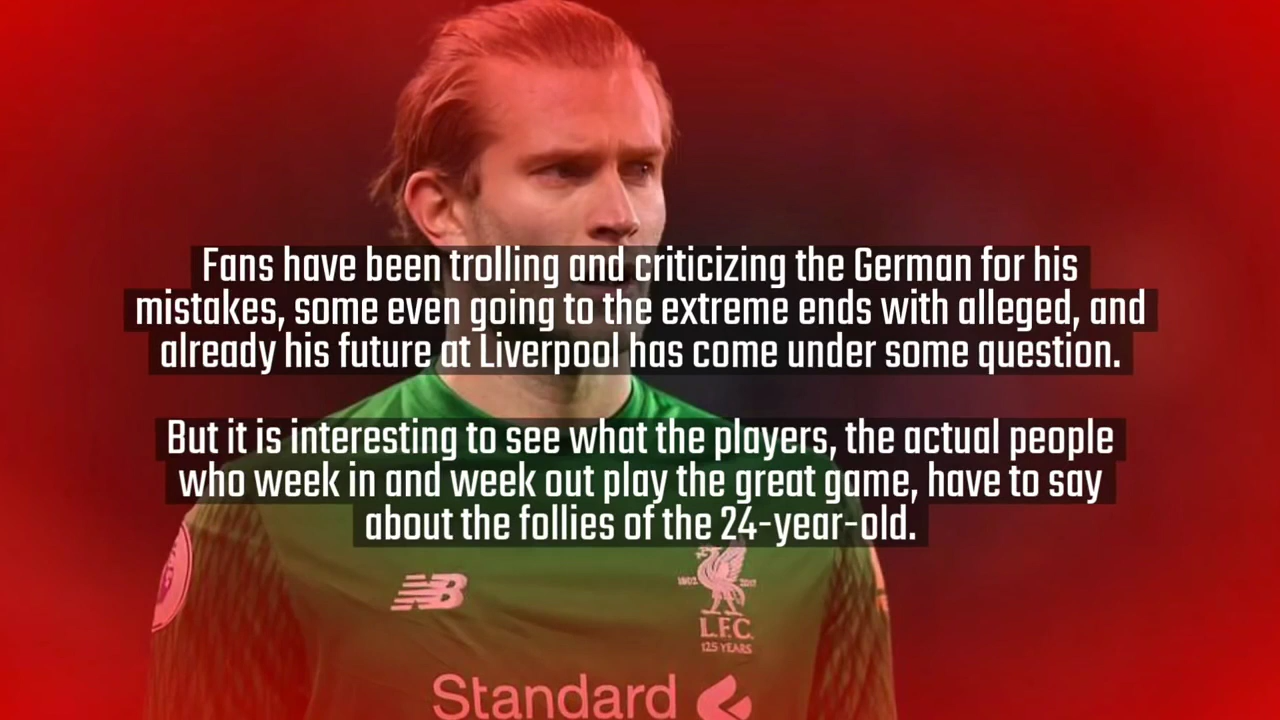 Fans have been trolling and criticizing the German for his
mistakes, some even going to the extreme ends with alleged, and
already his future at Liverpool has come under some question.
But it is interesting to see what the players, the actual people
who week in and week out play the great game, have to say
about the follies of the 24-year-old.
NB
1892 2017
L.F.C.
125 YEARS
Standard